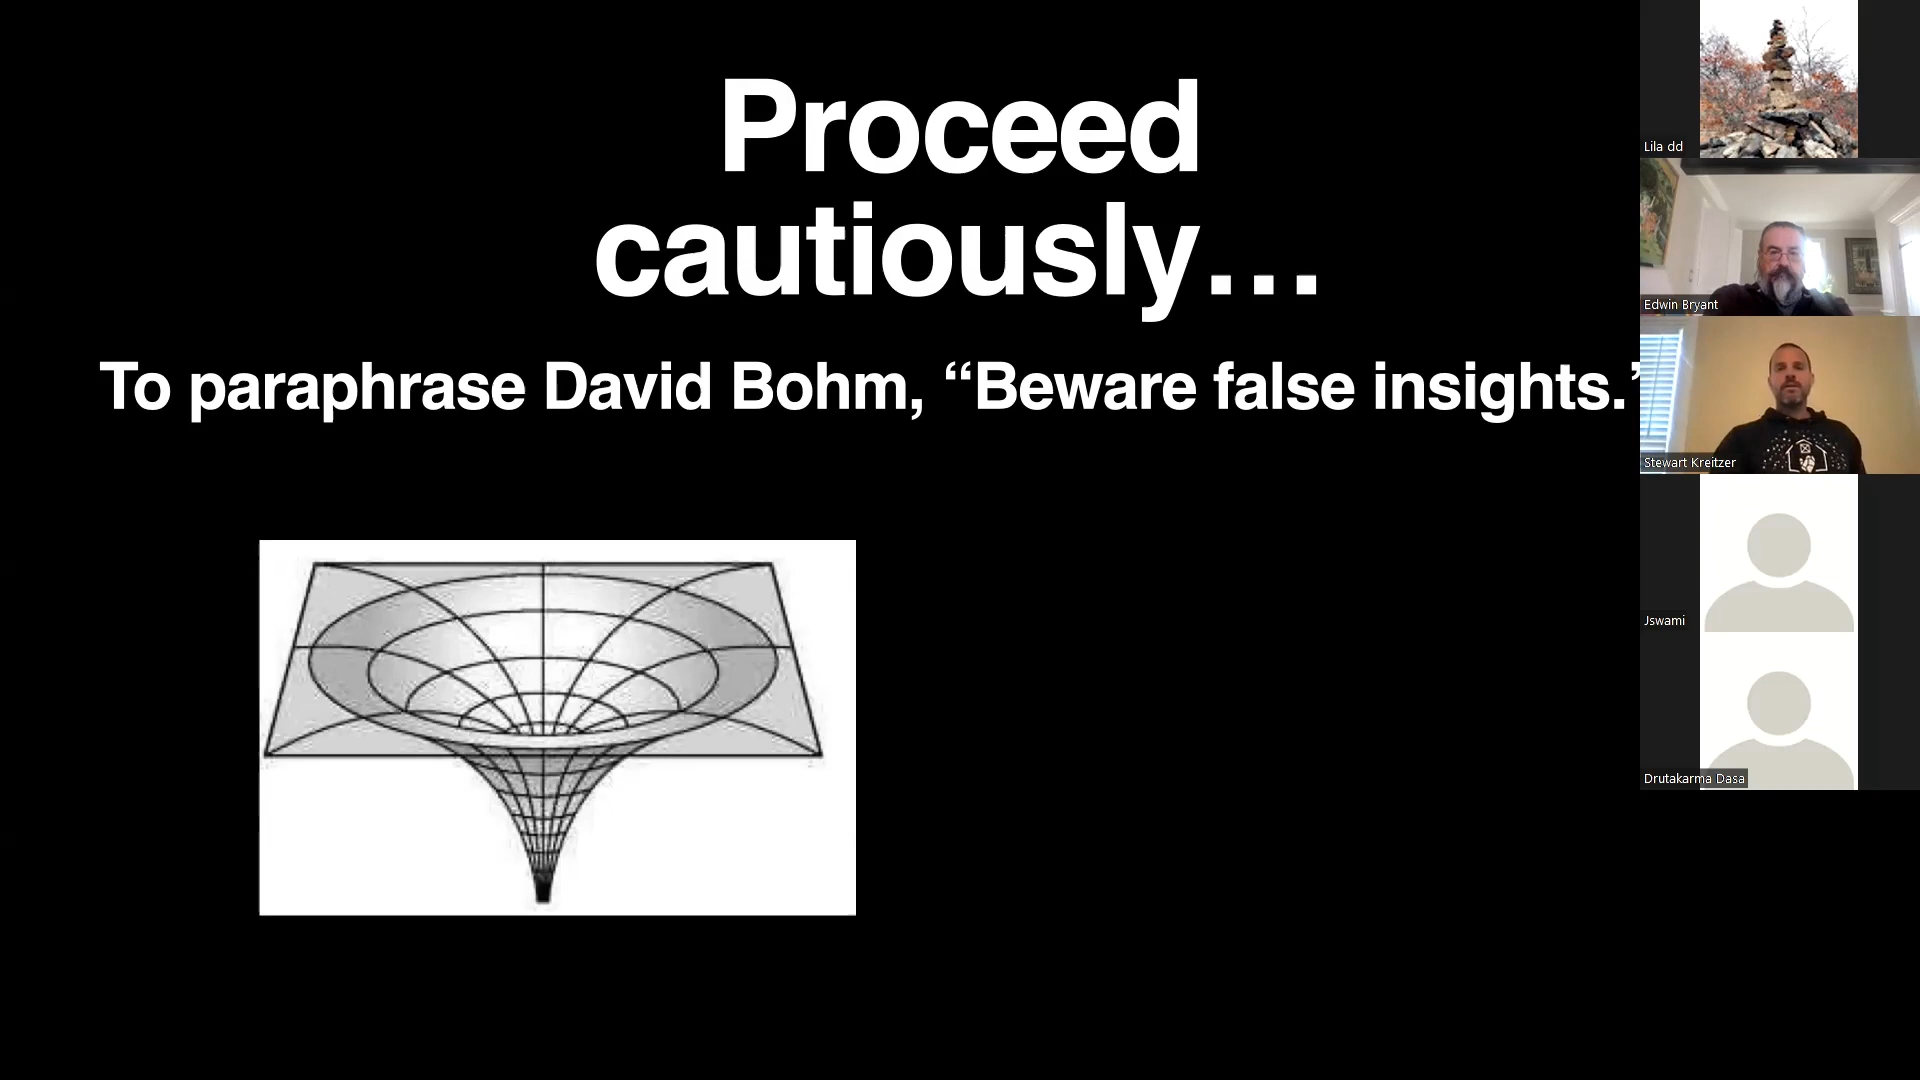 Proceed
cautiously...
To paraphrase David Bohm, “Beware false insights.”
Lila dd
Edwin Bryant
Stewart Kreitzer
Jswami
Drutakarma Dasa